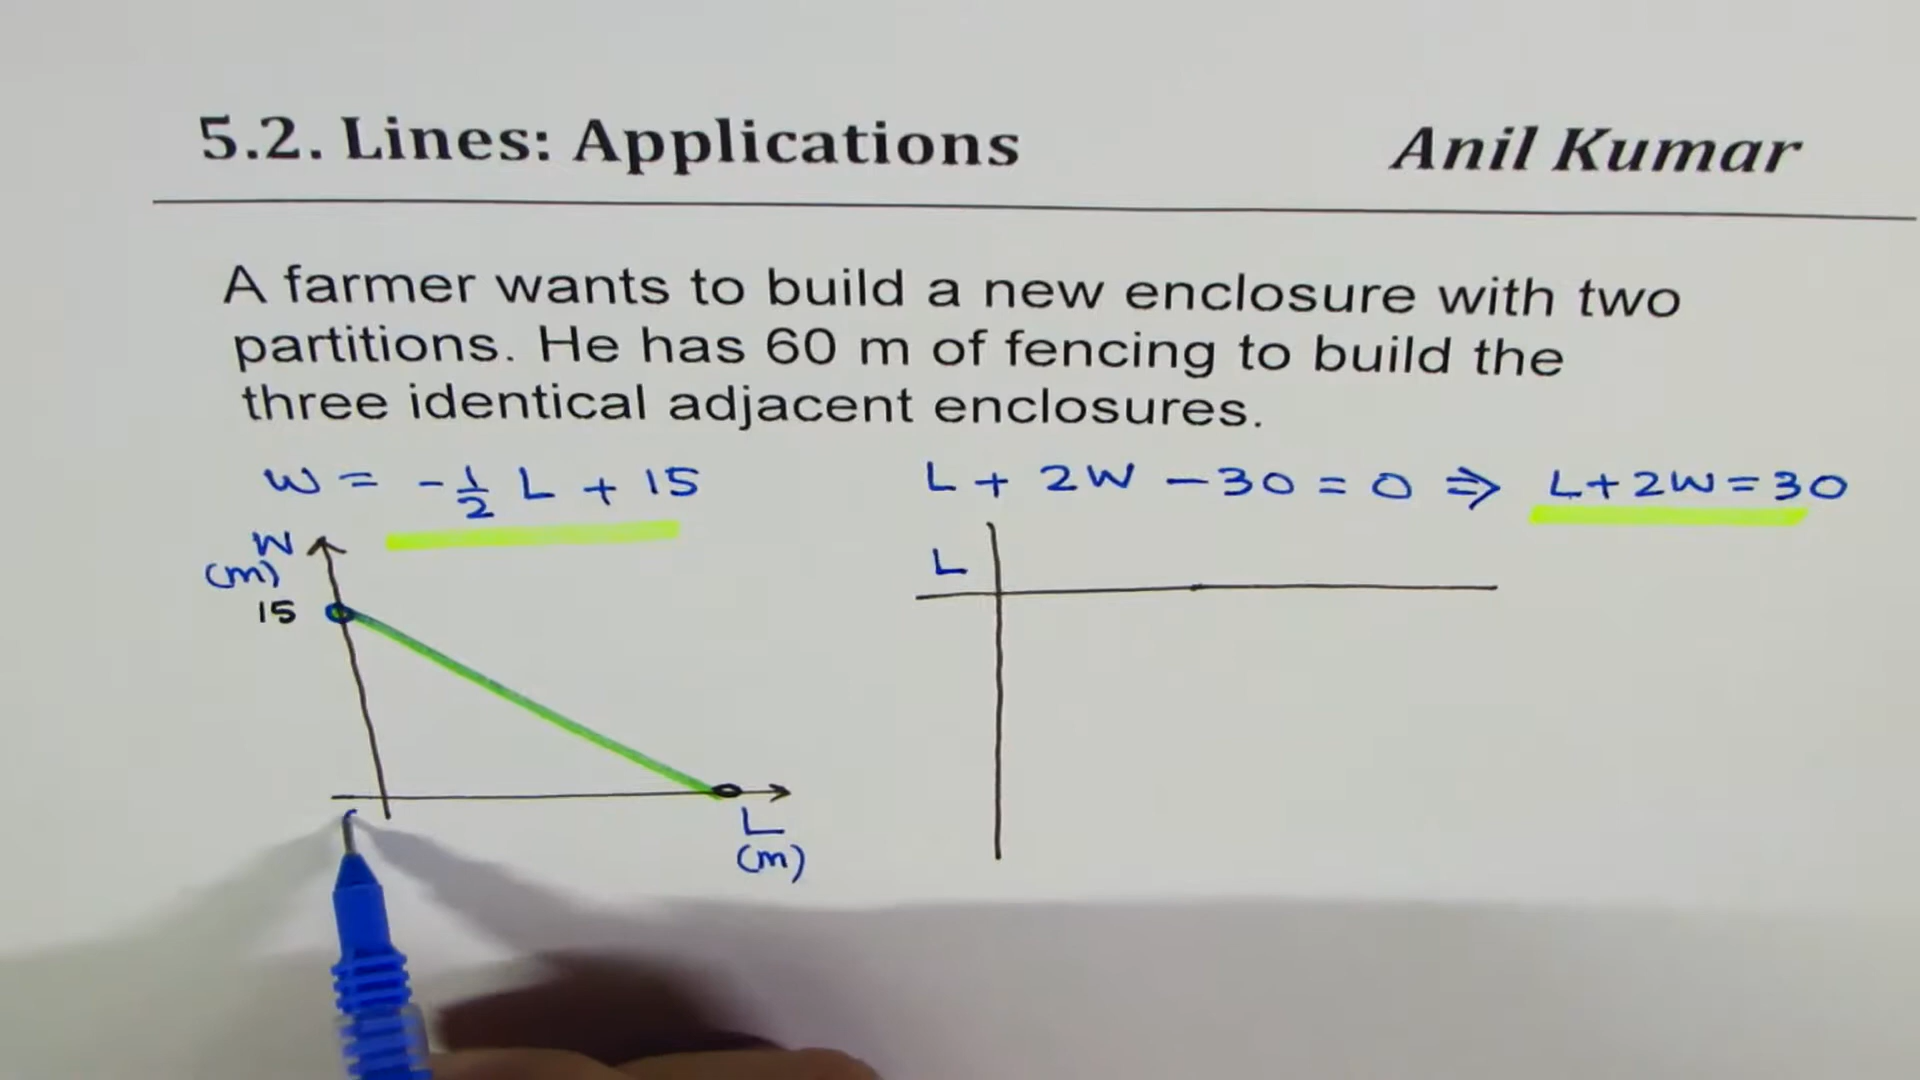 5.2. Lines: Applications Anil Kumar
A farmer wants to build a new enclosure with two
partitions. He has 60 m of fencing to build the
three identical adjacent enclosures.
W = -1/2 L + 15 L + 2W - 30 = 0 ⇒ L + 2W = 30
W
(m)
15
L
(m)
L